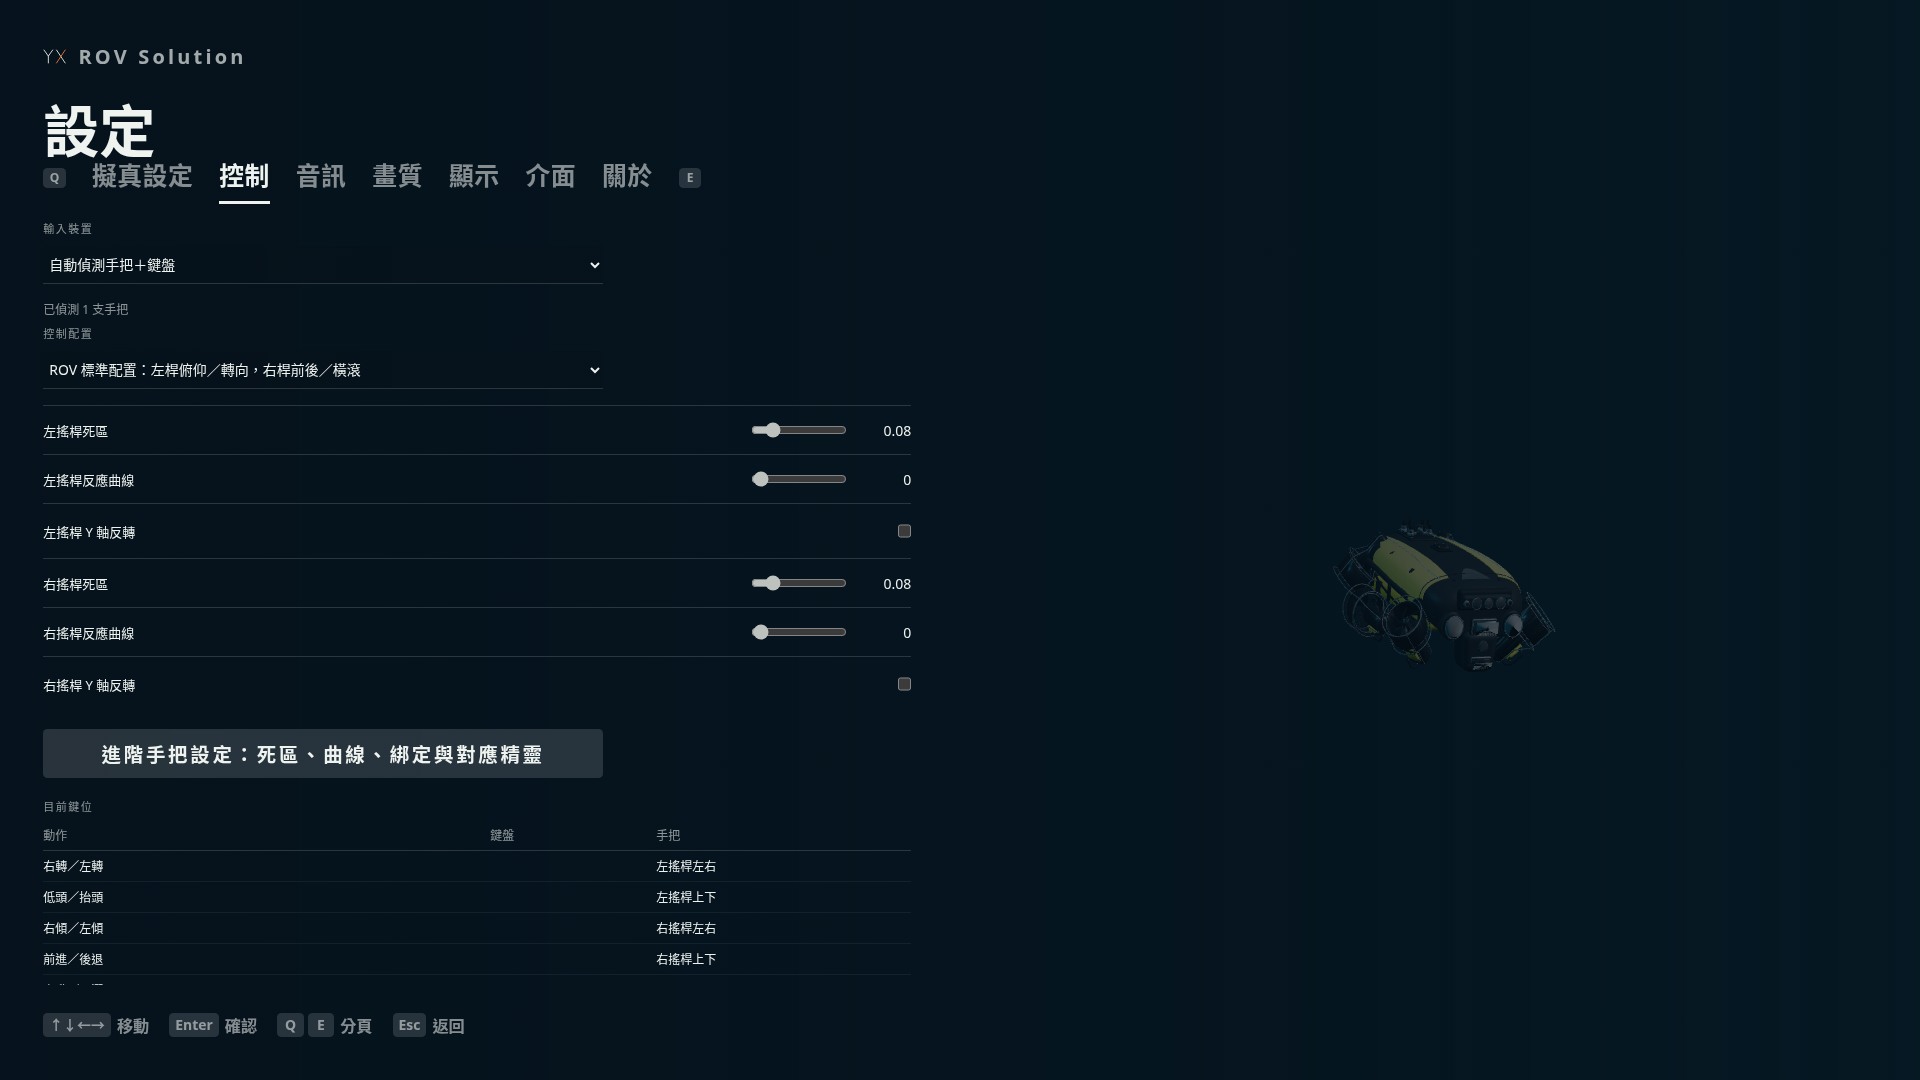 YX ROV Solution
設定
Q 擬真設定 控制 音訊 畫質 顯示 介面 關於 E
輸入裝置
自動偵測手把＋鍵盤
已偵測 1 支手把
控制配置
ROV 標準配置：左桿俯仰／轉向，右桿前後／橫滾
左搖桿死區 0.08
左搖桿反應曲線 0
左搖桿 Y 軸反轉
右搖桿死區 0.08
右搖桿反應曲線 0
右搖桿 Y 軸反轉
進階手把設定：死區、曲線、綁定與對應精靈
目前鍵位
動作 鍵盤 手把
右轉／左轉 左搖桿左右
低頭／抬頭 左搖桿上下
右傾／左傾 右搖桿左右
前進／後退 右搖桿上下
↑↓←→ 移動 Enter 確認 Q E 分頁 Esc 返回